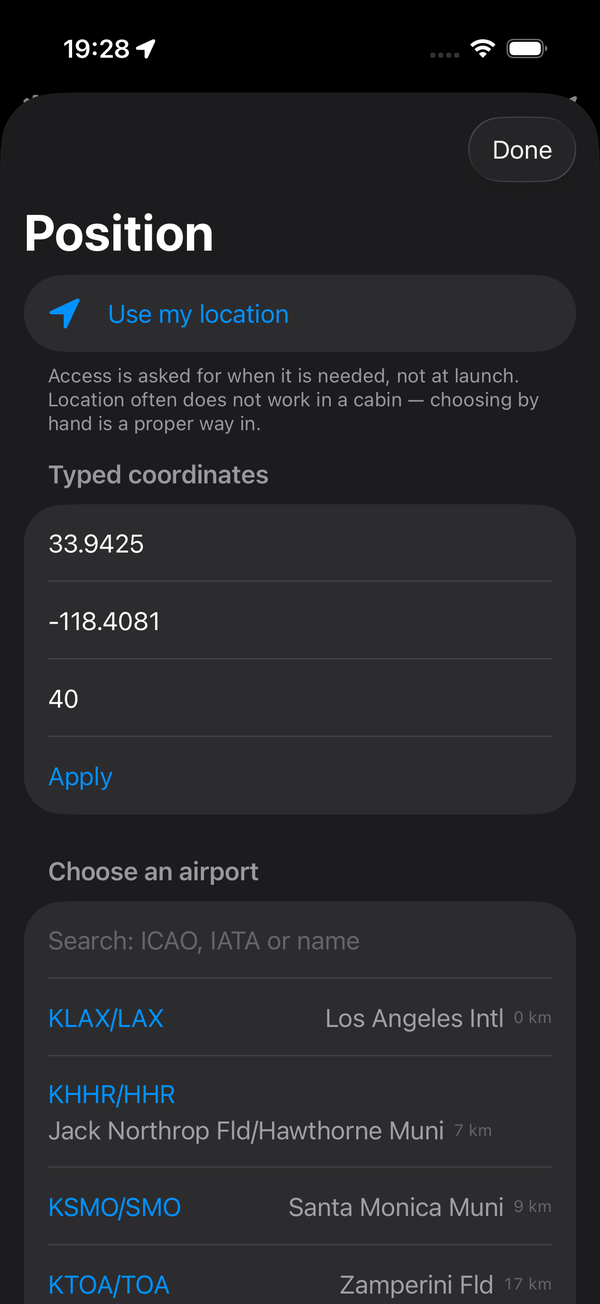 19:28
Done
Position
Use my location
Access is asked for when it is needed, not at launch.
Location often does not work in a cabin — choosing by
hand is a proper way in.
Typed coordinates
33.9425
-118.4081
40
Apply
Choose an airport
Search: ICAO, IATA or name
KLAX/LAX Los Angeles Intl 0 km
KHHR/HHR
Jack Northrop Fld/Hawthorne Muni 7 km
KSMO/SMO Santa Monica Muni 9 km
KTOA/TOA Zamperini Fld 17 km